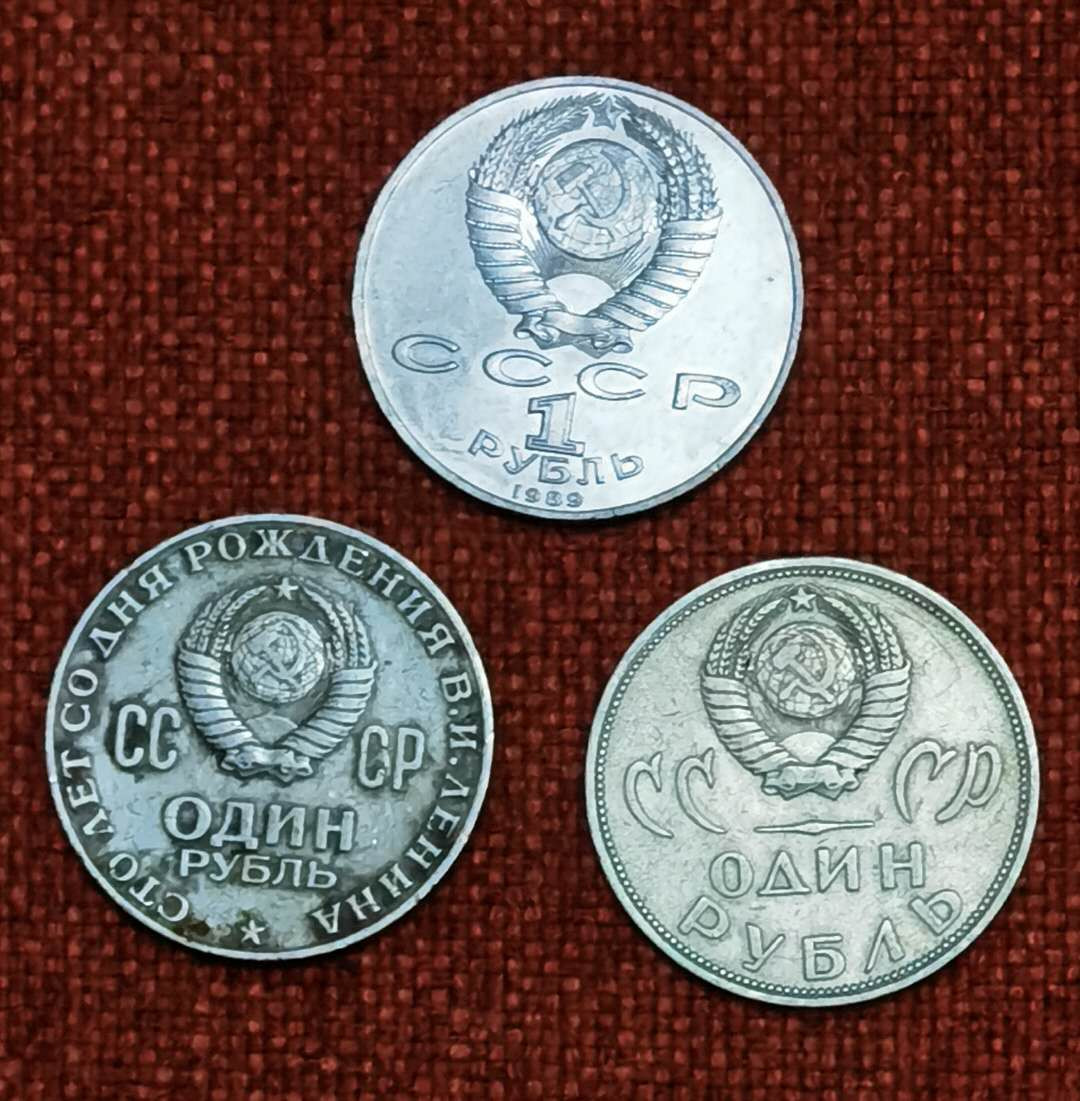 СССР
1
РУБЛЬ
1989
СТО ЛЕТ СО ДНЯ РОЖДЕНИЯ В.И.ЛЕНИНА
СС СР
ОДИН
РУБЛЬ
СС СР
ОДИН
РУБЛЬ